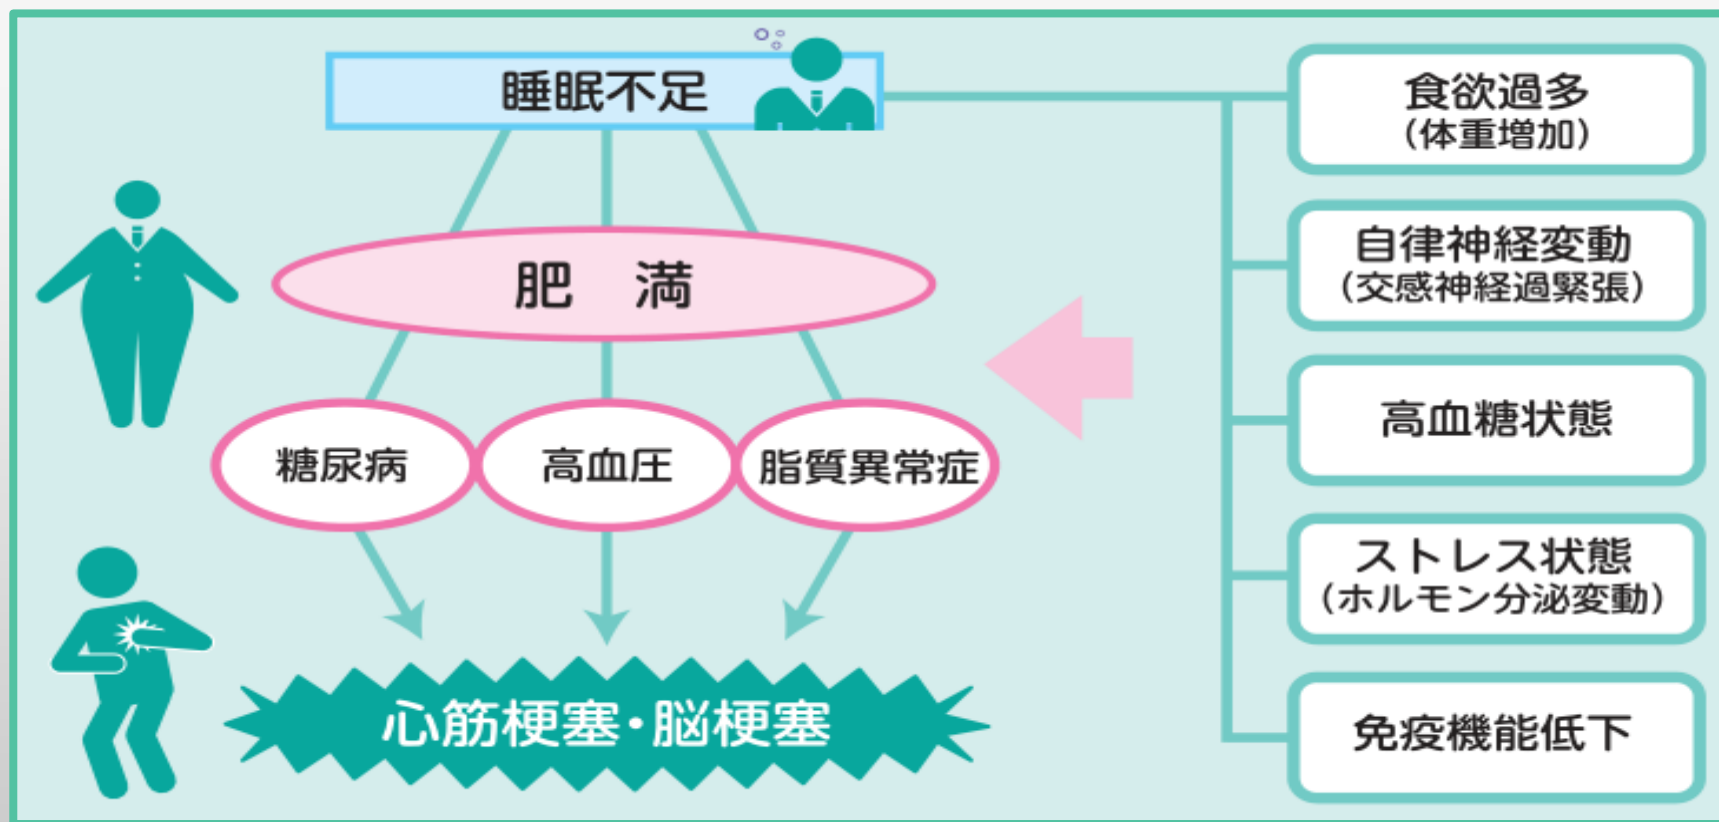 睡眠不足
肥　満
糖尿病
高血圧
脂質異常症
心筋梗塞・脳梗塞
食欲過多
（体重増加）
自律神経変動
（交感神経過緊張）
高血糖状態
ストレス状態
（ホルモン分泌変動）
免疫機能低下